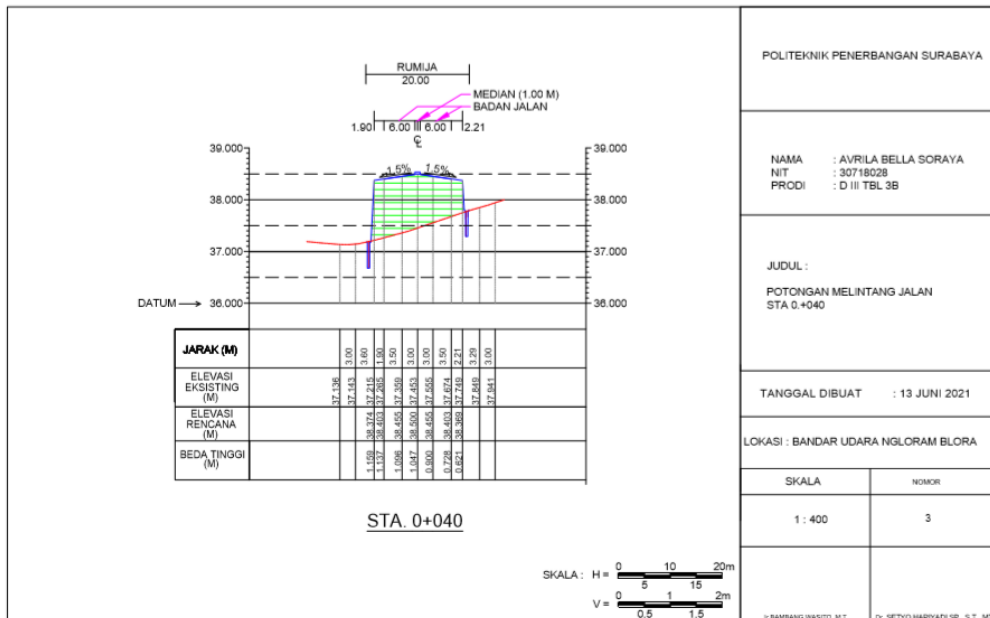 RUMIJA
20.00
MEDIAN (1.00 M)
BADAN JALAN
1.90 6.00 6.00 2.21
39.000 39.000
1.5% 1.5%
38.000 38.000
37.000 37.000
DATUM 36.000 36.000
JARAK (M) 3.00 3.60 1.90 3.50 3.00 3.00 3.50 2.21 3.29 3.00
ELEVASI
EKSISTING
(M)
37.136 37.143 37.215 37.265 37.359 37.453 37.555 37.674 37.749 37.849 37.941
ELEVASI
RENCANA
(M)
38.374 38.403 38.455 38.500 38.455 38.403 38.369
BEDA TINGGI
(M)
1.159 1.137 1.096 1.047 0.900 0.728 0.621
STA. 0+040
SKALA : H = 0 10 20m
5 15
V = 0 1 2m
0.5 1.5
POLITEKNIK PENERBANGAN SURABAYA
NAMA : AVRILA BELLA SORAYA
NIT : 30718028
PRODI : D III TBL 3B
JUDUL :
POTONGAN MELINTANG JALAN
STA 0.+040
TANGGAL DIBUAT : 13 JUNI 2021
LOKASI : BANDAR UDARA NGLORAM BLORA
SKALA NOMOR
1 : 400 3